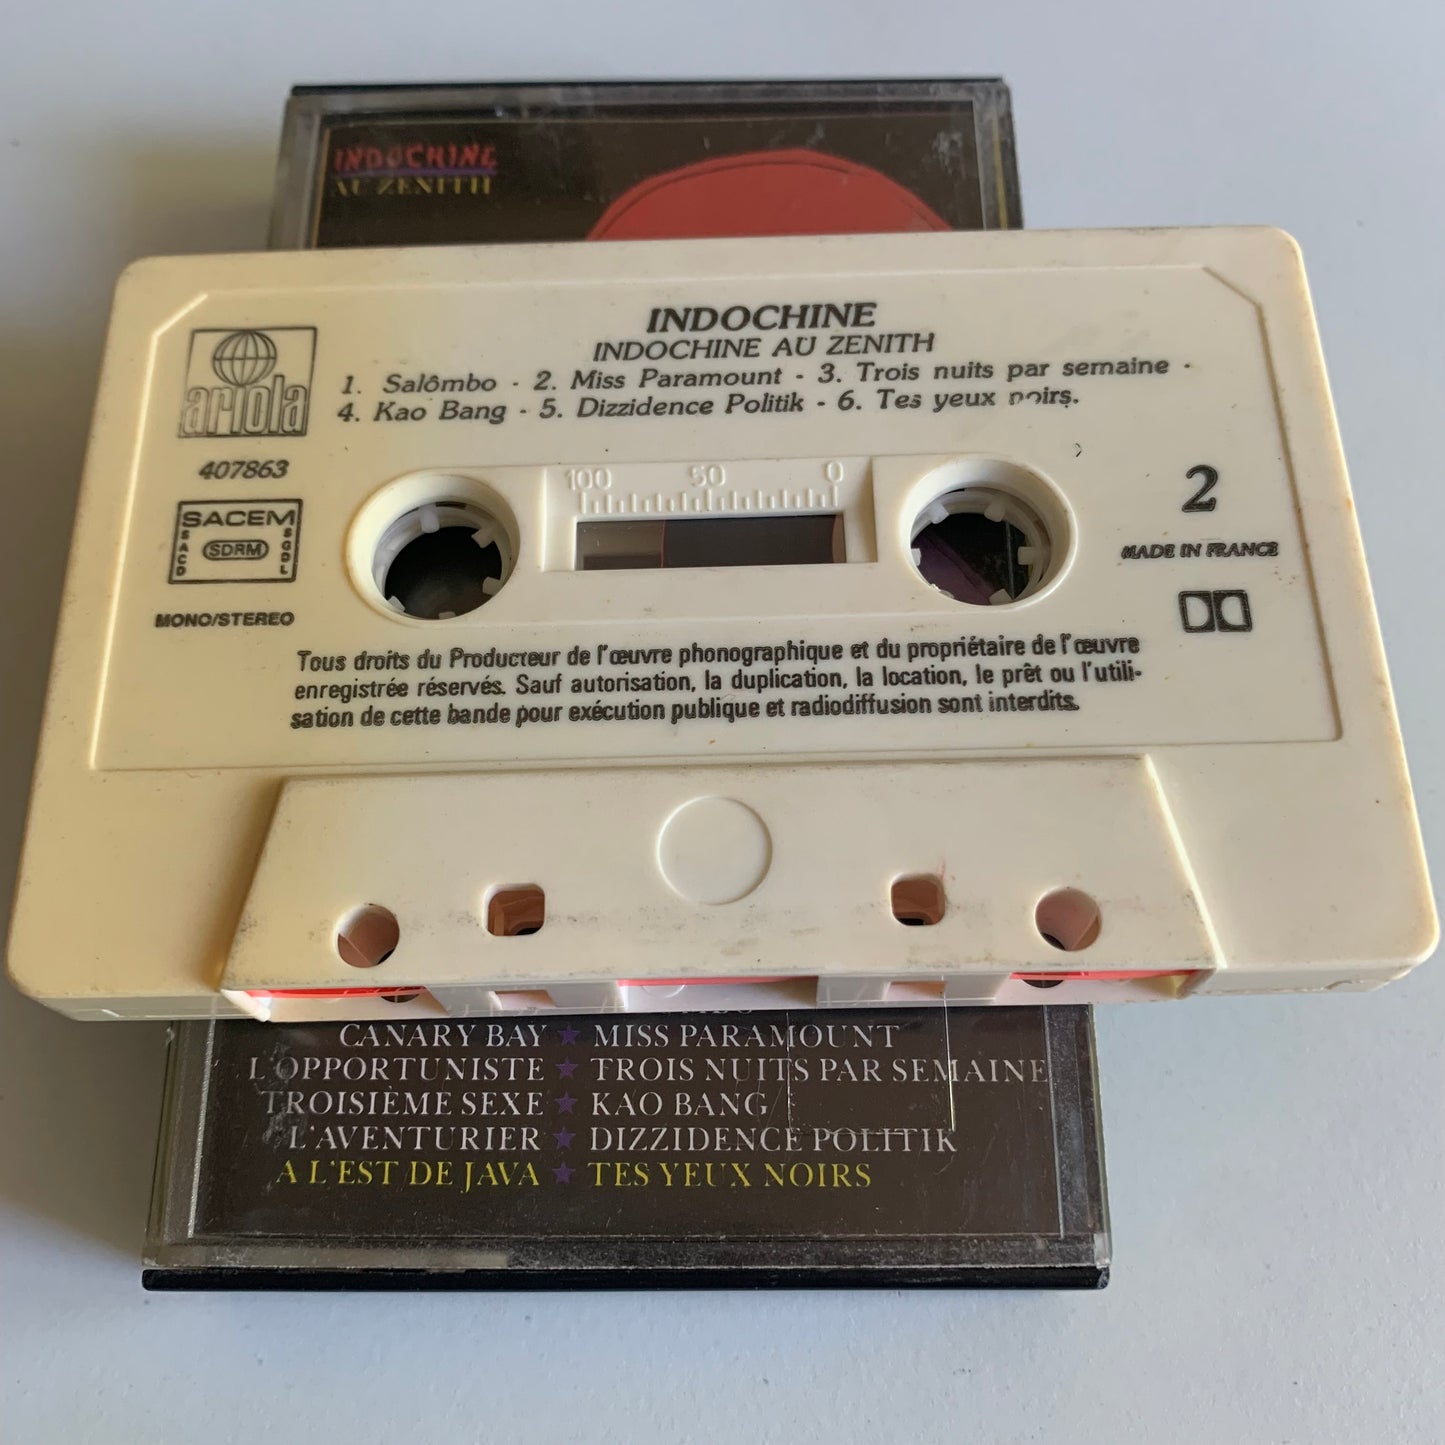 INDOCHINE
AU ZENITH
INDOCHINE
INDOCHINE AU ZENITH
1. Salômbo - 2. Miss Paramount - 3. Trois nuits par semaine -
4. Kao Bang - 5. Dizzidence Politik - 6. Tes yeux noirs.
ariola
407863
SACEM
SACD
SDRM
SGDL
MONO/STEREO
100 50 0
2
MADE IN FRANCE
Tous droits du Producteur de l'œuvre phonographique et du propriétaire de l'œuvre
enregistrée réservés. Sauf autorisation, la duplication, la location, le prêt ou l'utili-
sation de cette bande pour exécution publique et radiodiffusion sont interdits.
CANARY BAY ★ MISS PARAMOUNT
L'OPPORTUNISTE ★ TROIS NUITS PAR SEMAINE
TROISIÈME SEXE ★ KAO BANG
L'AVENTURIER ★ DIZZIDENCE POLITIK
A L'EST DE JAVA ★ TES YEUX NOIRS